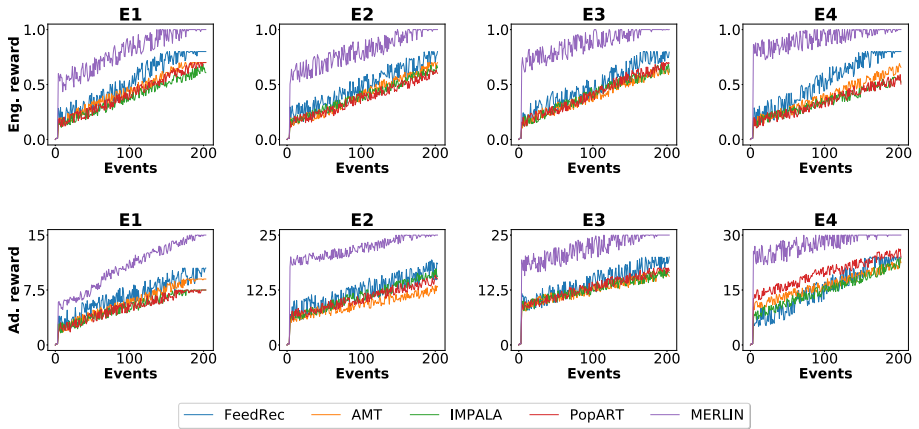 E1 E2 E3 E4
Eng. reward
1.0 1.0 1.0 1.0
0.5 0.5 0.5 0.5
0.0 0.0 0.0 0.0
0 100 200 0 100 200 0 100 200 0 100 200
Events Events Events Events
E1 E2 E3 E4
Ad. reward
15 25 25 30
7.5 12.5 12.5 15
0 0 0 0
0 100 200 0 100 200 0 100 200 0 100 200
Events Events Events Events
FeedRec AMT IMPALA PopART MERLIN